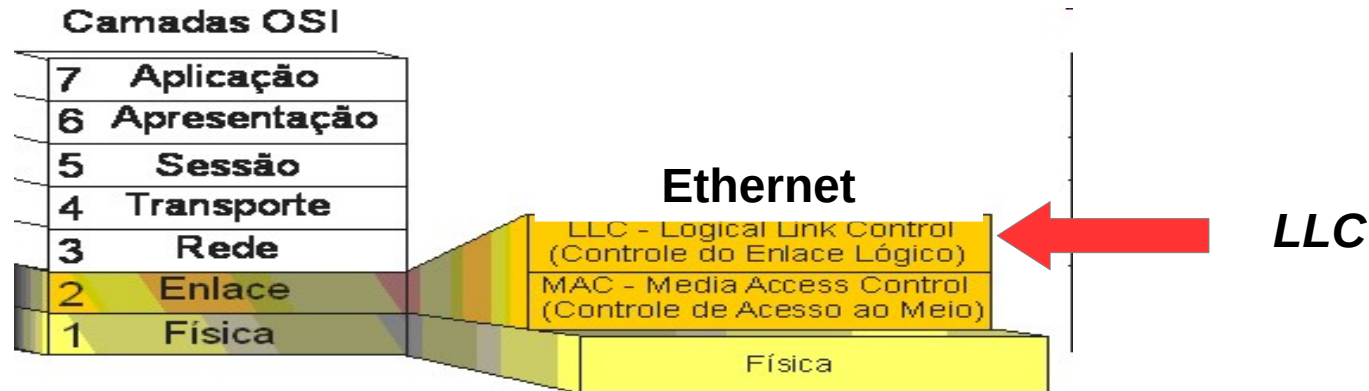 Camadas OSI
7 Aplicação
6 Apresentação
5 Sessão
4 Transporte
3 Rede
2 Enlace
1 Física
Ethernet
LLC - Logical Link Control
(Controle do Enlace Lógico)
MAC - Media Access Control
(Controle de Acesso ao Meio)
Física
LLC